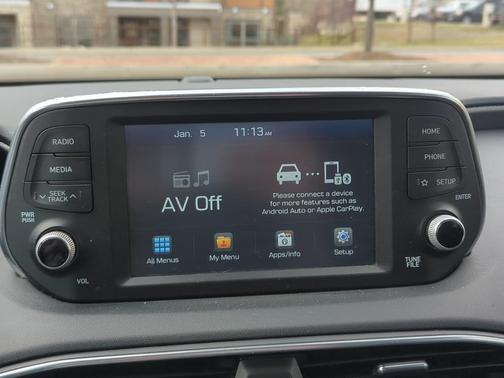 RADIO
MEDIA
SEEK
TRACK
PWR
PUSH
VOL
Jan. 5 11:13 AM
AV Off
Please connect a device
for more features such as
Android Auto or Apple CarPlay.
All Menus My Menu Apps/Info Setup
HOME
PHONE
SETUP
ENTER
TUNE
FILE